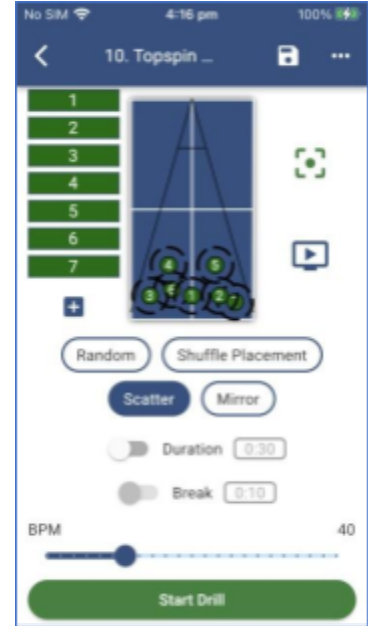 No SIM 4:16 pm 100%
10. Topspin ...
1
2
3
4
5
6
7
4 5
3 6 1 2 7
Random Shuffle Placement
Scatter Mirror
Duration 0:30
Break 0:10
BPM 40
Start Drill